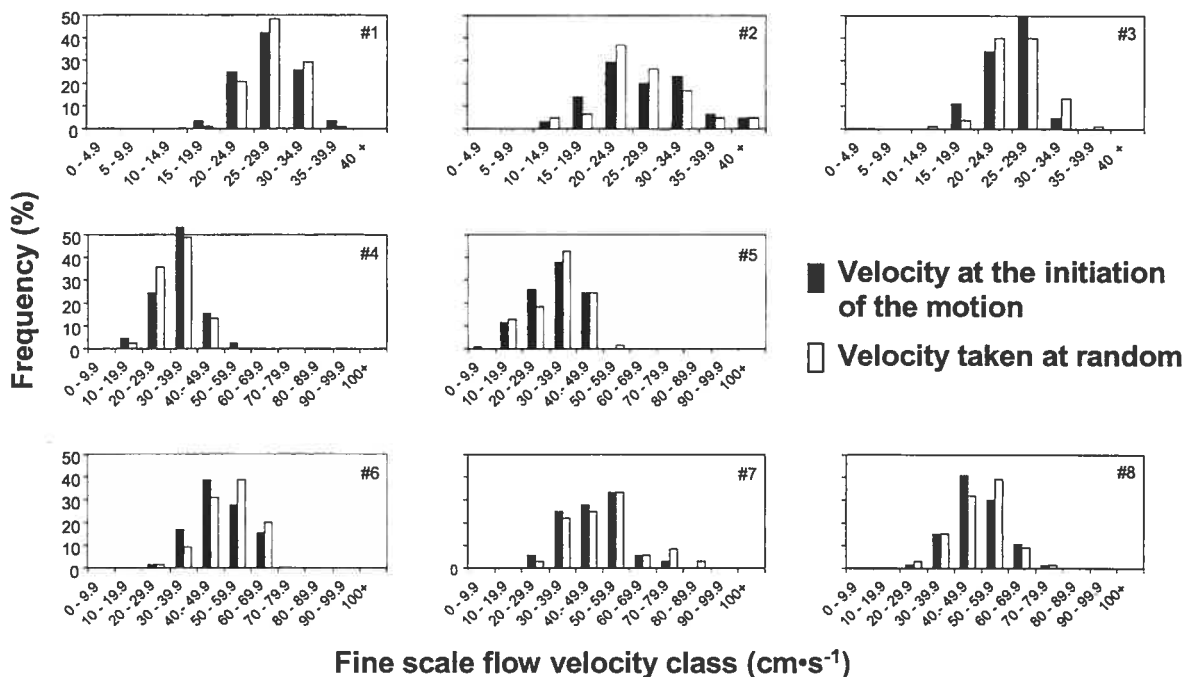 #1
50
40
30
20
10
0
0 - 4.9
5 - 9.9
10 - 14.9
15 - 19.9
20 - 24.9
25 - 29.9
30 - 34.9
35 - 39.9
40 +
#2
0 - 4.9
5 - 9.9
10 - 14.9
15 - 19.9
20 - 24.9
25 - 29.9
30 - 34.9
35 - 39.9
40 +
#3
0 - 4.9
5 - 9.9
10 - 14.9
15 - 19.9
20 - 24.9
25 - 29.9
30 - 34.9
35 - 39.9
40 +
Frequency (%)
#4
50
40
30
20
10
0
0 - 9.9
10 - 19.9
20 - 29.9
30 - 39.9
40.- 49.9
50 - 59.9
60 - 69.9
70 - 79.9
80 - 89.9
90 - 99.9
100+
#5
0 - 9.9
10 - 19.9
20 - 29.9
30 - 39.9
40.- 49.9
50 - 59.9
60 - 69.9
70 - 79.9
80 - 89.9
90 - 99.9
100+
Velocity at the initiation
of the motion
Velocity taken at random
#6
50
40
30
20
10
0
0 - 9.9
10 - 19.9
20 - 29.9
30 - 39.9
40.- 49.9
50 - 59.9
60 - 69.9
70 - 79.9
80 - 89.9
90 - 99.9
100+
#7
0
0 - 9.9
10 - 19.9
20 - 29.9
30 - 39.9
40.- 49.9
50 - 59.9
60 - 69.9
70 - 79.9
80 - 89.9
90 - 99.9
100+
#8
0 - 9.9
10 - 19.9
20 - 29.9
30 - 39.9
40.- 49.9
50 - 59.9
60 - 69.9
70 - 79.9
80 - 89.9
90 - 99.9
100+
Fine scale flow velocity class (cm•s⁻¹)